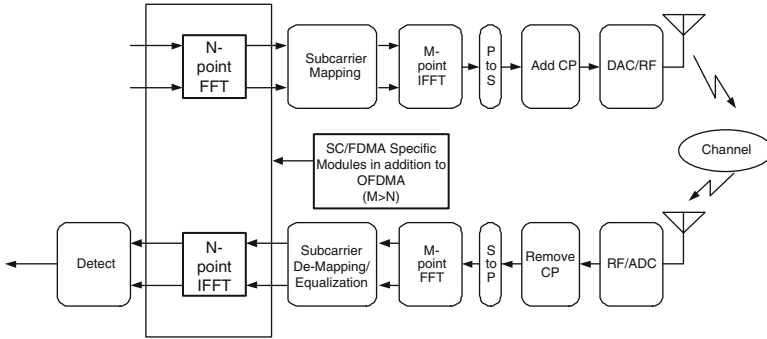 N-
point
FFT
Subcarrier
Mapping
M-
point
IFFT
P
to
S
Add CP
DAC/RF
SC/FDMA Specific
Modules in addition to
OFDMA
(M>N)
Channel
Detect
N-
point
IFFT
Subcarrier
De-Mapping/
Equalization
M-
point
FFT
S
to
P
Remove
CP
RF/ADC